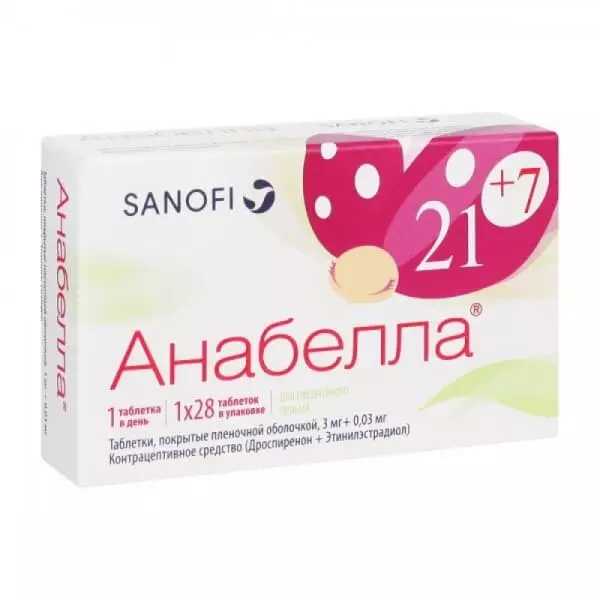 SANOFI
21 +7
Анабелла®
1 таблетка в день 1x28 таблеток в упаковке
Таблетки, покрытые пленочной оболочкой, 3 мг + 0,03 мг
Контрацептивное средство (Дроспиренон + Этинилэстрадиол)
Анабелла®